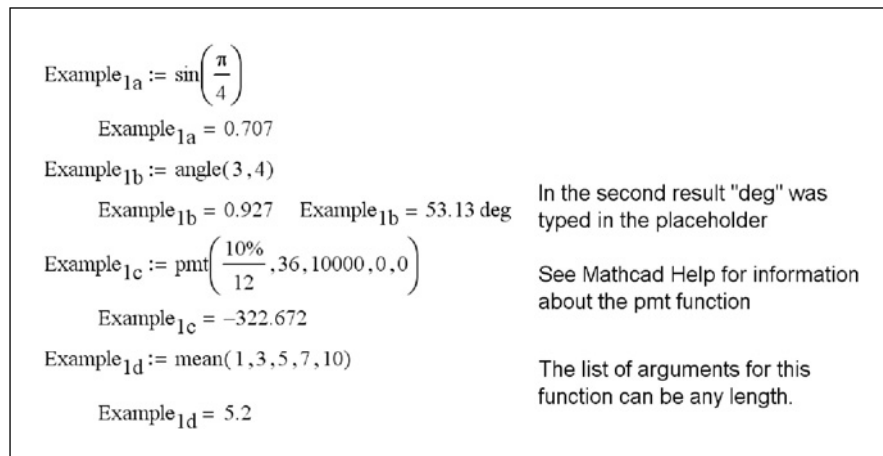 Example1a := sin(π/4)
Example1a = 0.707
Example1b := angle(3,4)
Example1b = 0.927 Example1b = 53.13 deg
In the second result "deg" was
typed in the placeholder
Example1c := pmt(10%/12,36,10000,0,0)
See Mathcad Help for information
about the pmt function
Example1c = −322.672
Example1d := mean(1,3,5,7,10)
The list of arguments for this
function can be any length.
Example1d = 5.2